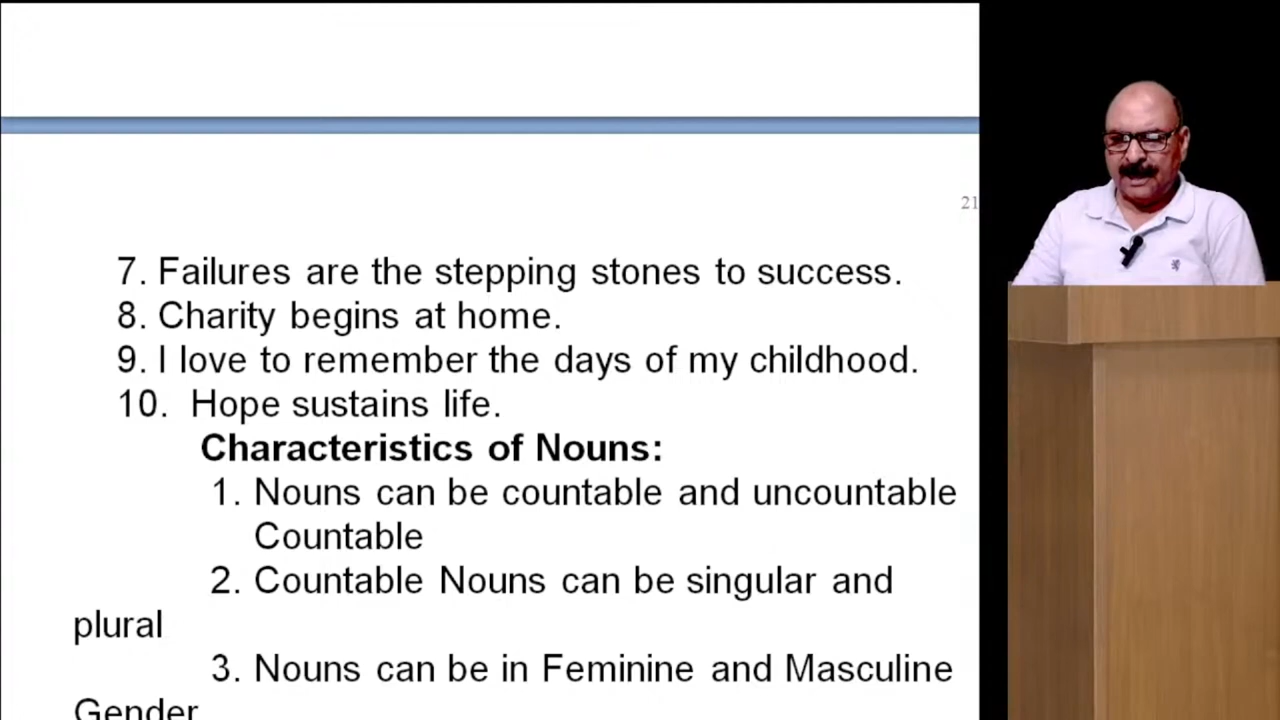 21
7. Failures are the stepping stones to success.
8. Charity begins at home.
9. I love to remember the days of my childhood.
10. Hope sustains life.
Characteristics of Nouns:
1. Nouns can be countable and uncountable
Countable
2. Countable Nouns can be singular and
plural
3. Nouns can be in Feminine and Masculine
Gender